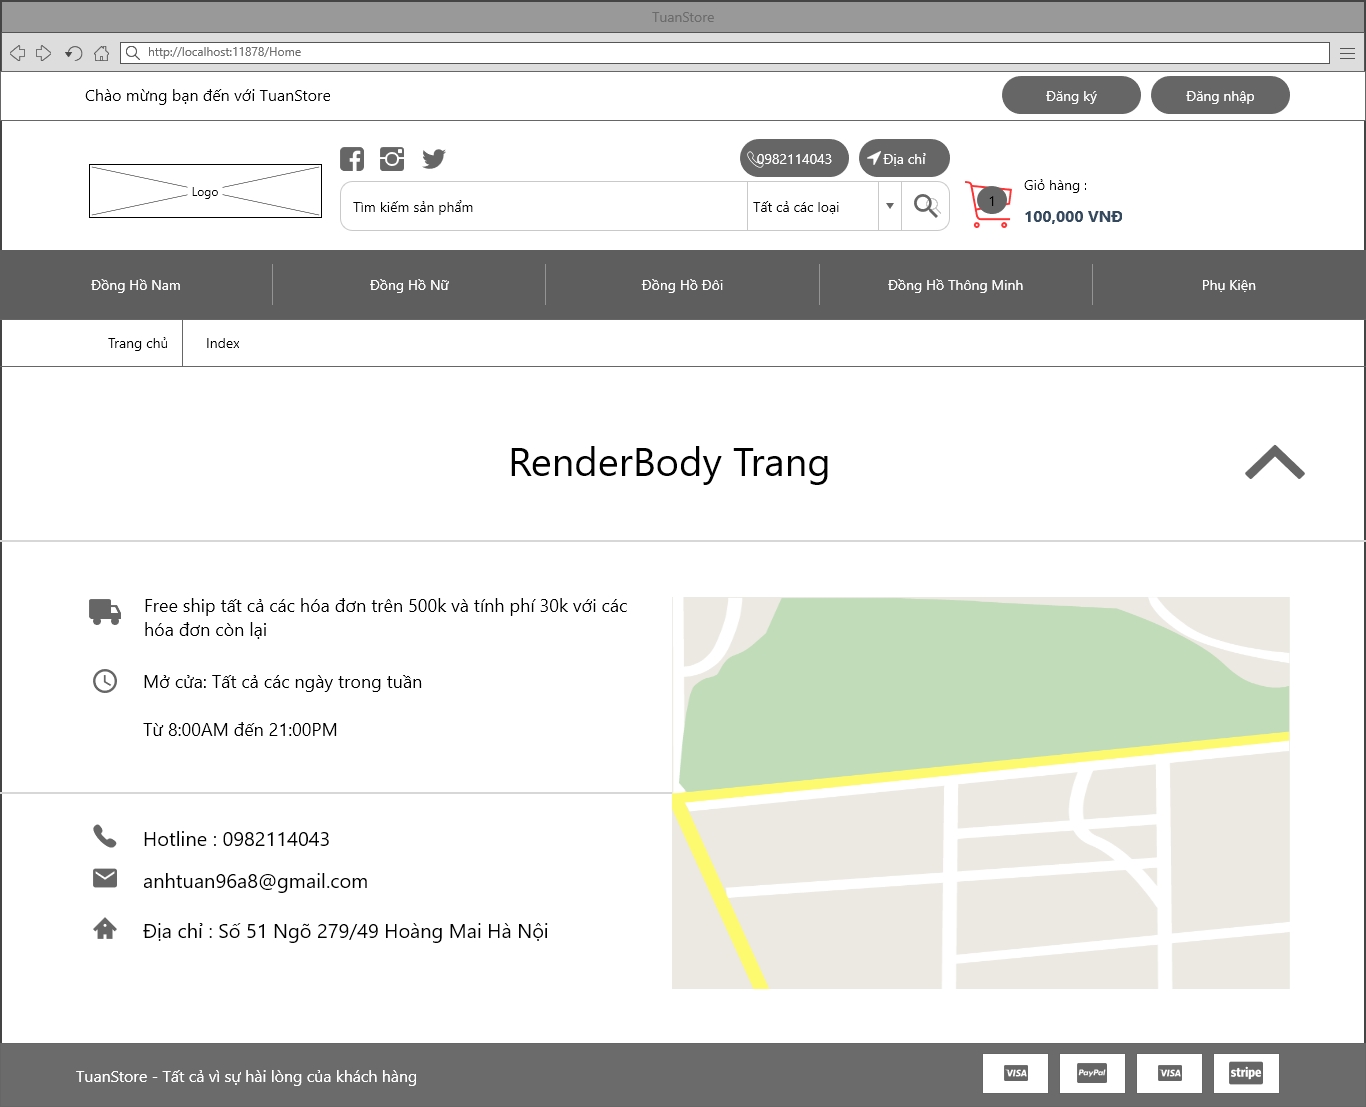 TuanStore
http://localhost:11878/Home
Chào mừng bạn đến với TuanStore
Đăng ký
Đăng nhập
0982114043
Địa chỉ
Logo
Tìm kiếm sản phẩm
Tất cả các loại
1
Giỏ hàng :
100,000 VNĐ
Đồng Hồ Nam
Đồng Hồ Nữ
Đồng Hồ Đôi
Đồng Hồ Thông Minh
Phụ Kiện
Trang chủ
Index
RenderBody Trang
Free ship tất cả các hóa đơn trên 500k và tính phí 30k với các
hóa đơn còn lại
Mở cửa: Tất cả các ngày trong tuần
Từ 8:00AM đến 21:00PM
Hotline : 0982114043
anhtuan96a8@gmail.com
Địa chỉ : Số 51 Ngõ 279/49 Hoàng Mai Hà Nội
TuanStore - Tất cả vì sự hài lòng của khách hàng
VISA
PayPal
VISA
stripe